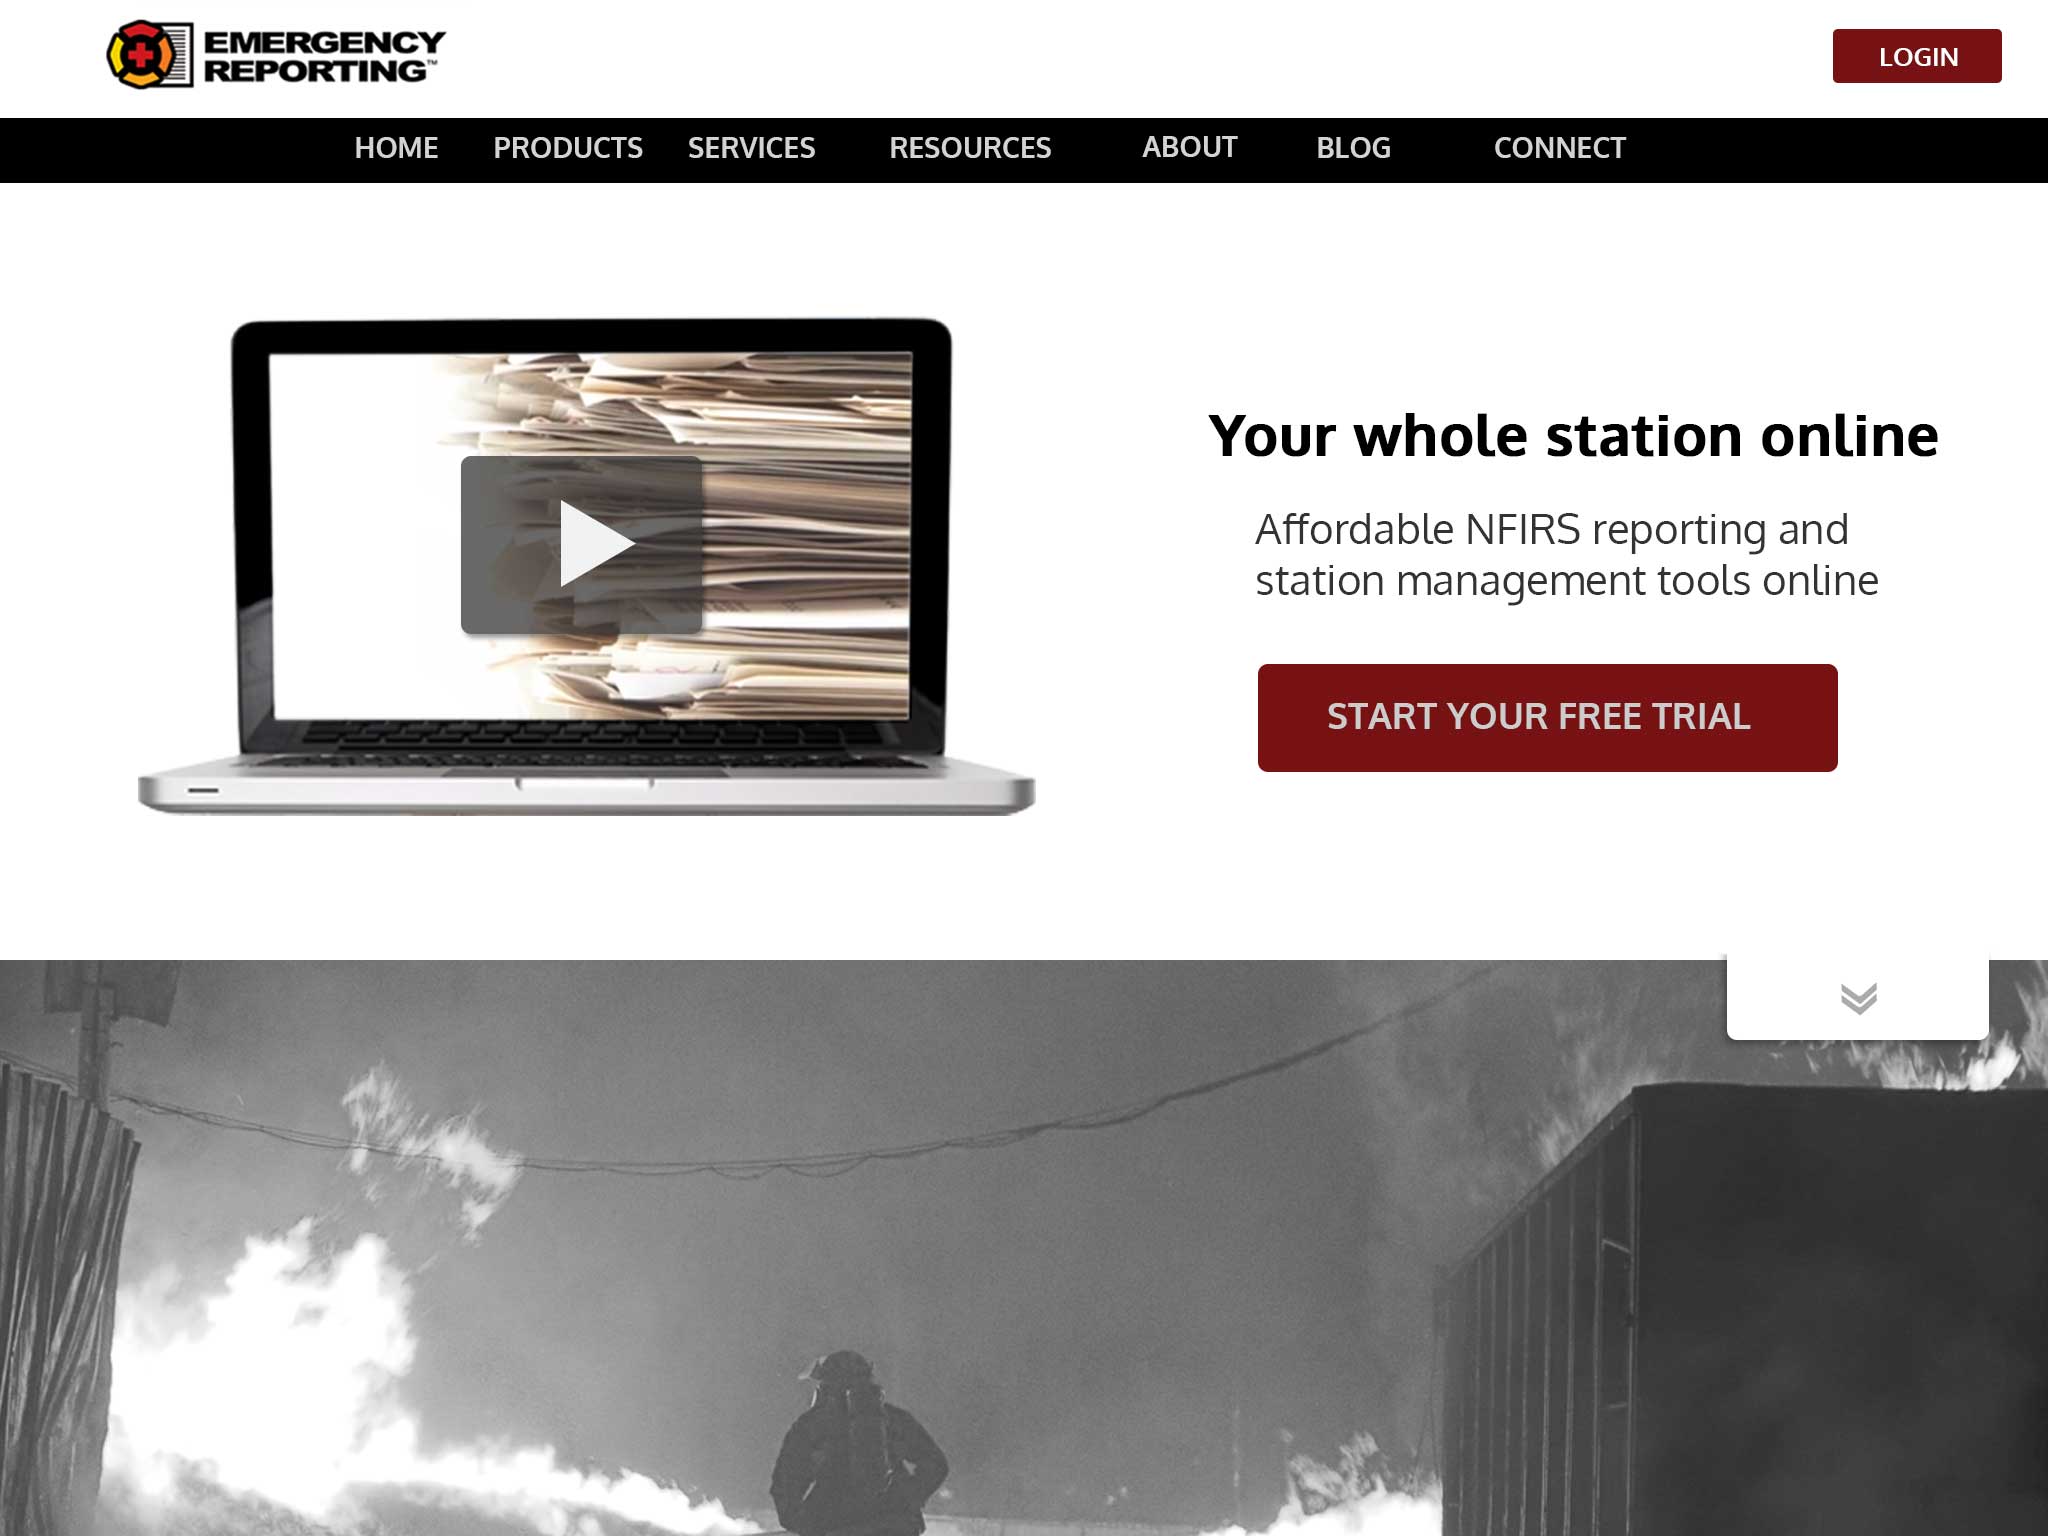 EMERGENCY
REPORTING™
LOGIN
HOME PRODUCTS SERVICES RESOURCES ABOUT BLOG CONNECT
Your whole station online
Affordable NFIRS reporting and
station management tools online
START YOUR FREE TRIAL